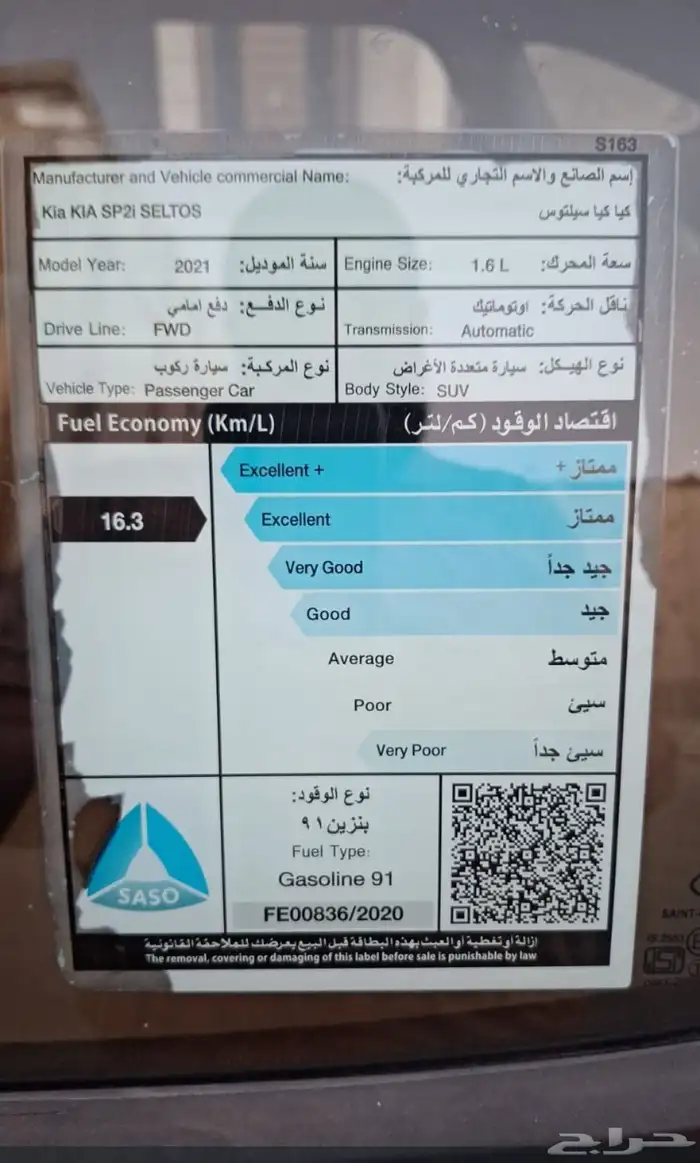 S163
Manufacturer and Vehicle commercial Name: إسم الصانع والاسم التجاري للمركبة:
Kia KIA SP2i SELTOS كيا كيا سيلتوس
Model Year: 2021 سنة الموديل: Engine Size: 1.6 L سعة المحرك:
نوع الدفع: دفع امامي ناقل الحركة: اوتوماتيك
Drive Line: FWD Transmission: Automatic
نوع المركبة: سيارة ركوب نوع الهيكل: سيارة متعددة الأغراض
Vehicle Type: Passenger Car Body Style: SUV
Fuel Economy (Km/L) اقتصاد الوقود (كم/لتر)
Excellent + ممتاز +
16.3 Excellent ممتاز
Very Good جيد جداً
Good جيد
Average متوسط
Poor سيئ
Very Poor سيئ جداً
نوع الوقود:
بنزين ٩١
Fuel Type:
Gasoline 91
SASO
FE00836/2020
إزالة أو تغطية أو العبث بهذه البطاقة قبل البيع يعرضك للملاحقة القانونية
The removal, covering or damaging of this label before sale is punishable by law
SAINT-
حراج